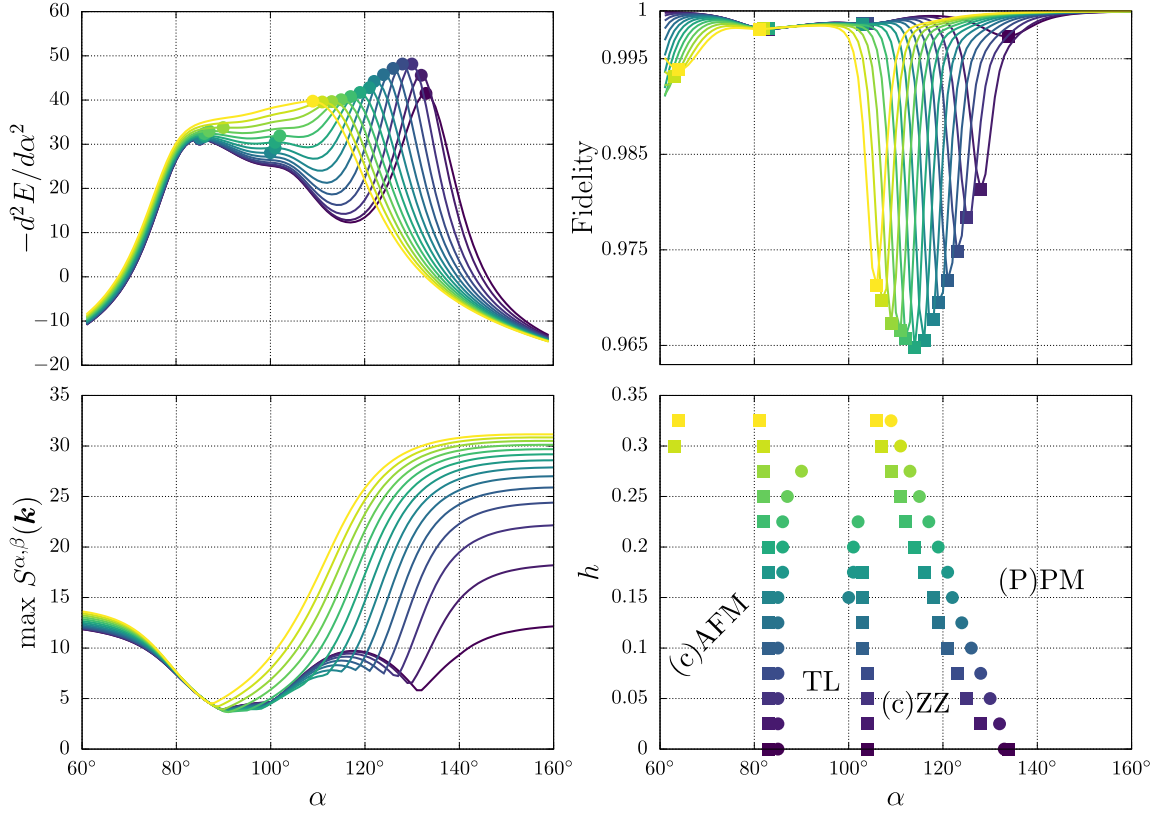 60
50
40
30
20
10
0
−10
−20
−d²E/dα²
1
0.995
0.985
0.975
0.965
Fidelity
35
30
25
20
15
10
5
0
max S^{α,β}(k)
60° 80° 100° 120° 140° 160°
α
0.35
0.3
0.25
0.2
0.15
0.1
0.05
0
h
(c)AFM
TL
(c)ZZ
(P)PM
60° 80° 100° 120° 140° 160°
α